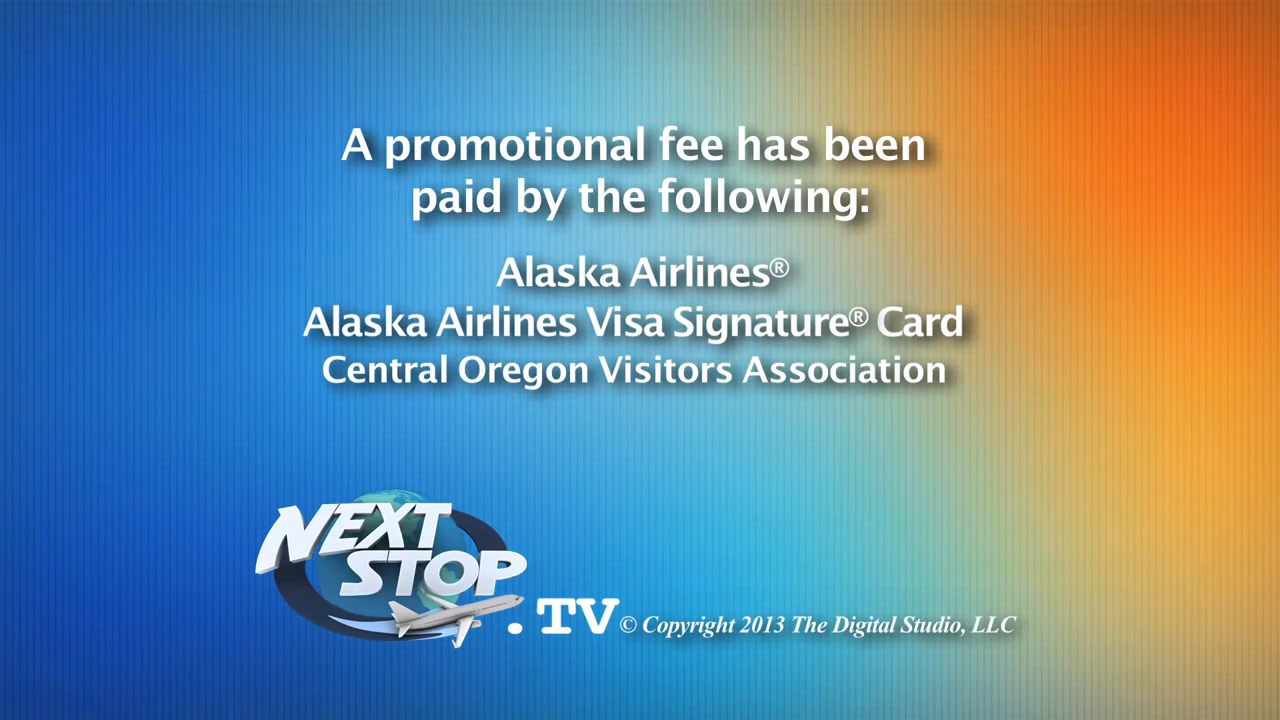 A promotional fee has been
paid by the following:
Alaska Airlines®
Alaska Airlines Visa Signature® Card
Central Oregon Visitors Association
NEXT
STOP
.TV © Copyright 2013 The Digital Studio, LLC